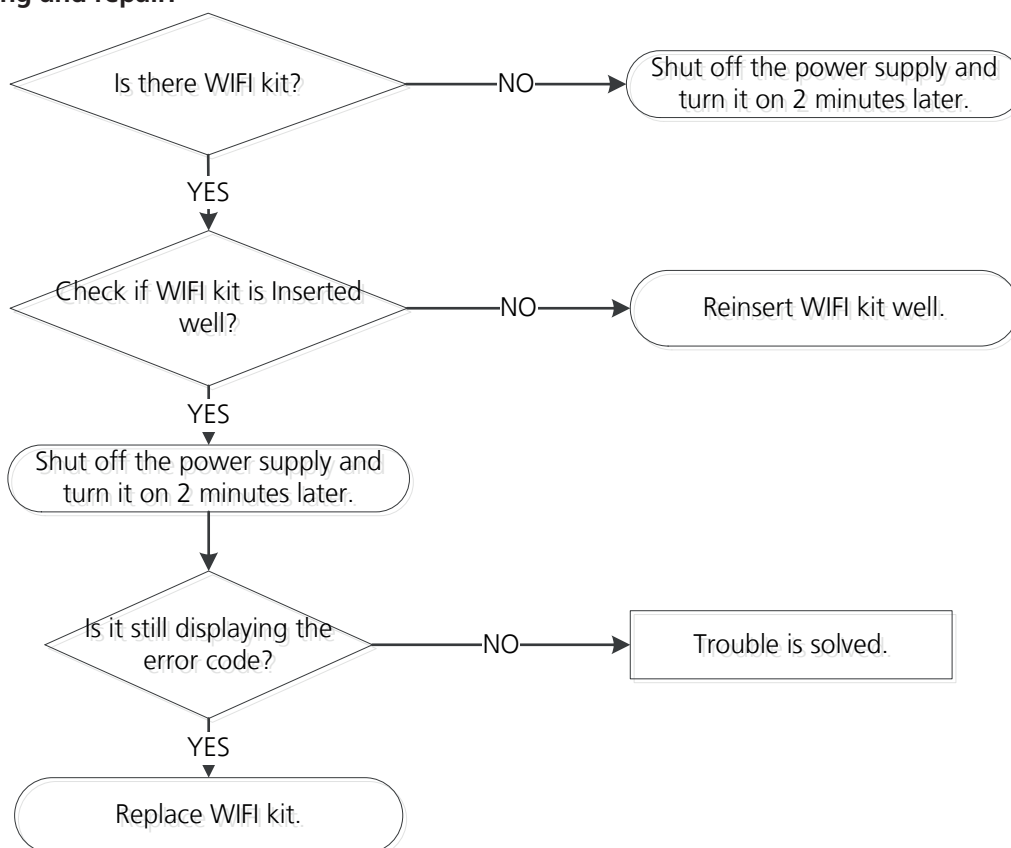 and repair:
Is there WIFI kit?
NO
Shut off the power supply and
turn it on 2 minutes later.
YES
Check if WIFI kit is Inserted
well?
NO
Reinsert WIFI kit well.
YES
Shut off the power supply and
turn it on 2 minutes later.
Is it still displaying the
error code?
NO
Trouble is solved.
YES
Replace WIFI kit.